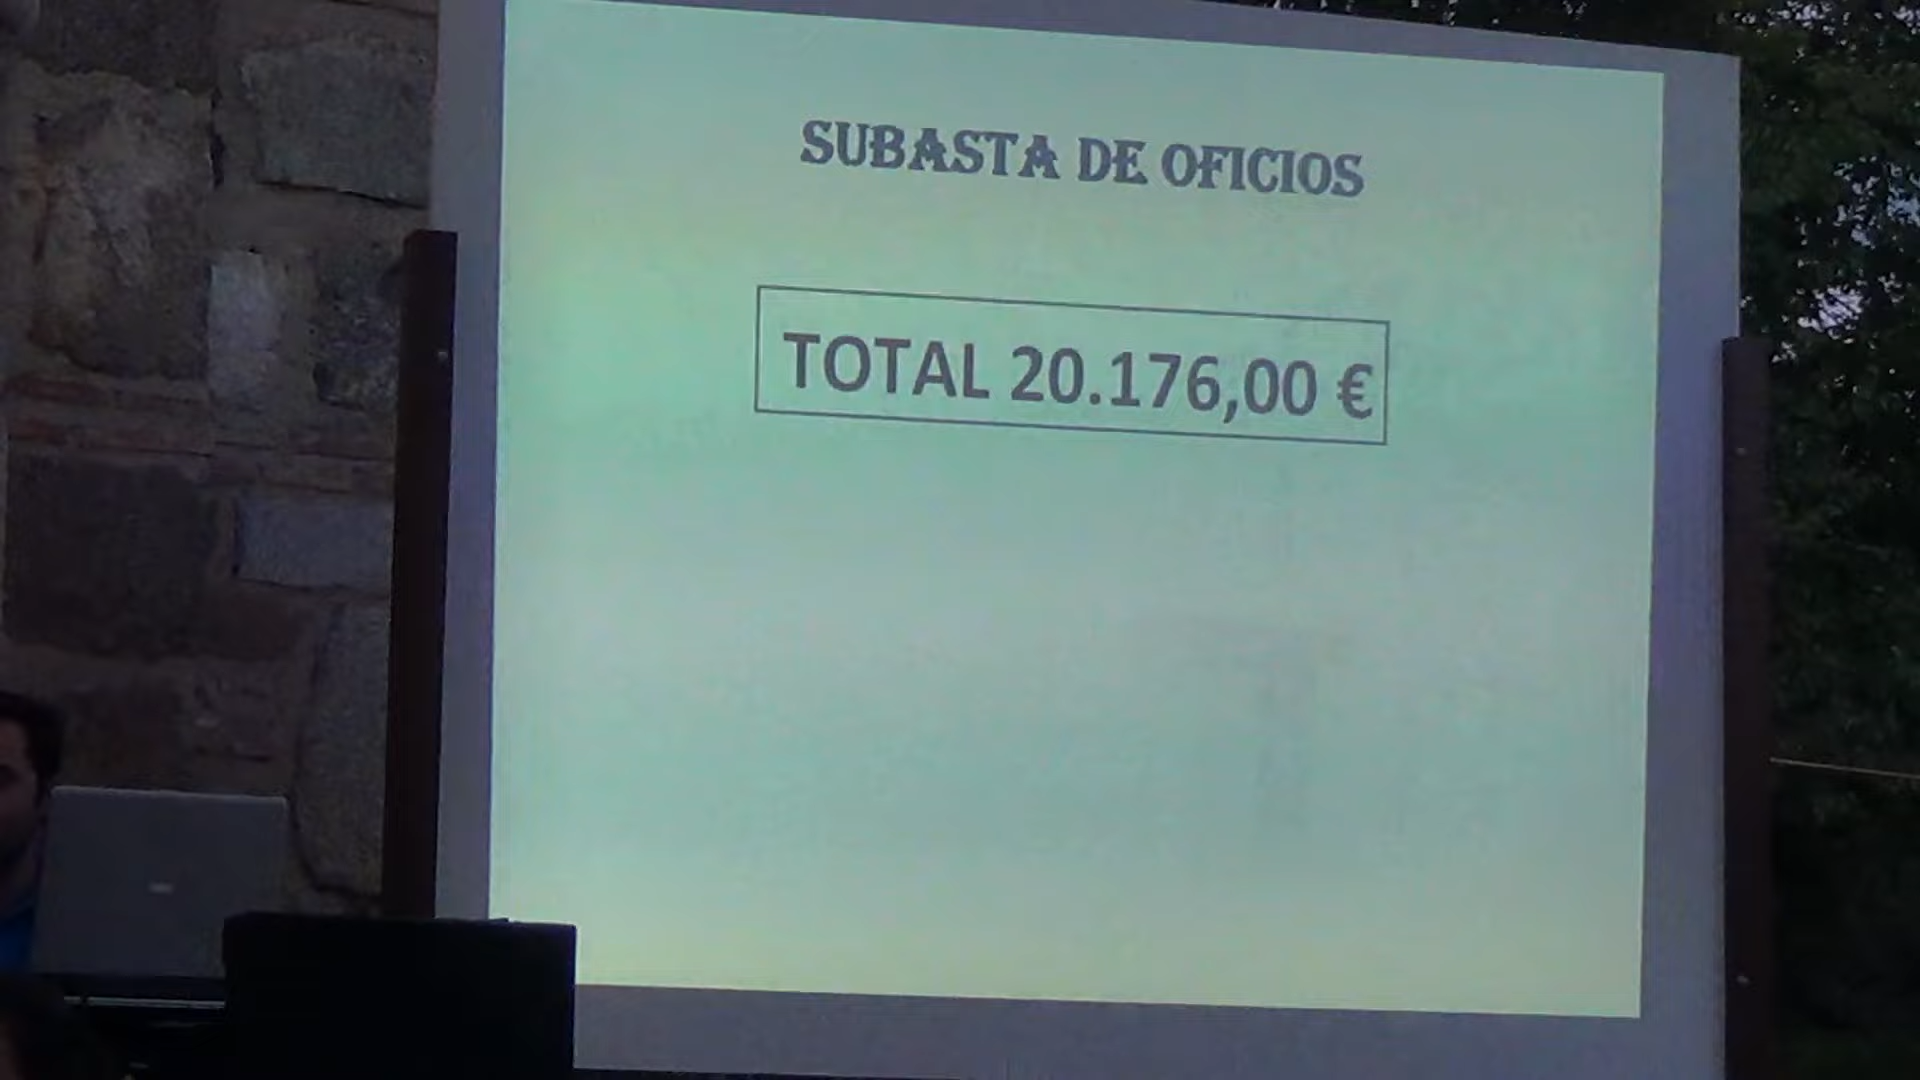 SUBASTA DE OFICIOS
TOTAL 20.176,00 €